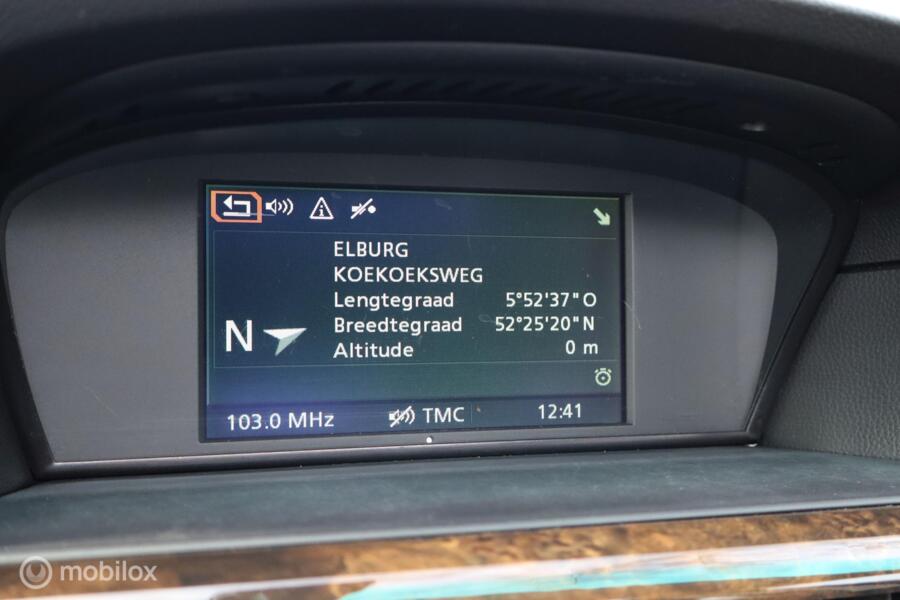 ELBURG
KOEKOEKSWEG
Lengtegraad 5°52'37"O
Breedtegraad 52°25'20"N
Altitude 0 m
N
103.0 MHz TMC 12:41
mobilox